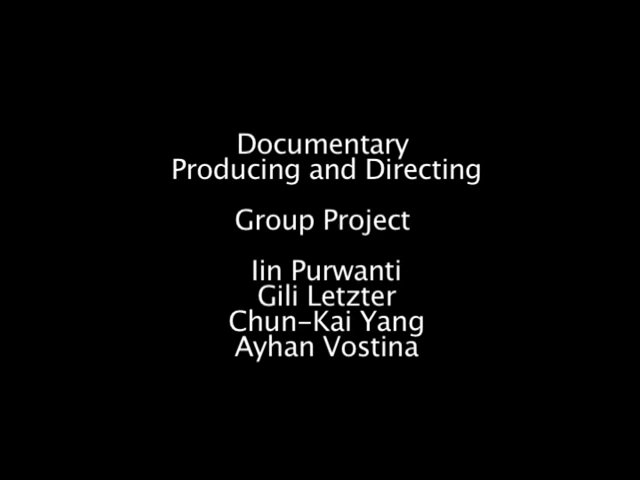 Documentary
Producing and Directing
Group Project
Iin Purwanti
Gili Letzter
Chun-Kai Yang
Ayhan Vostina